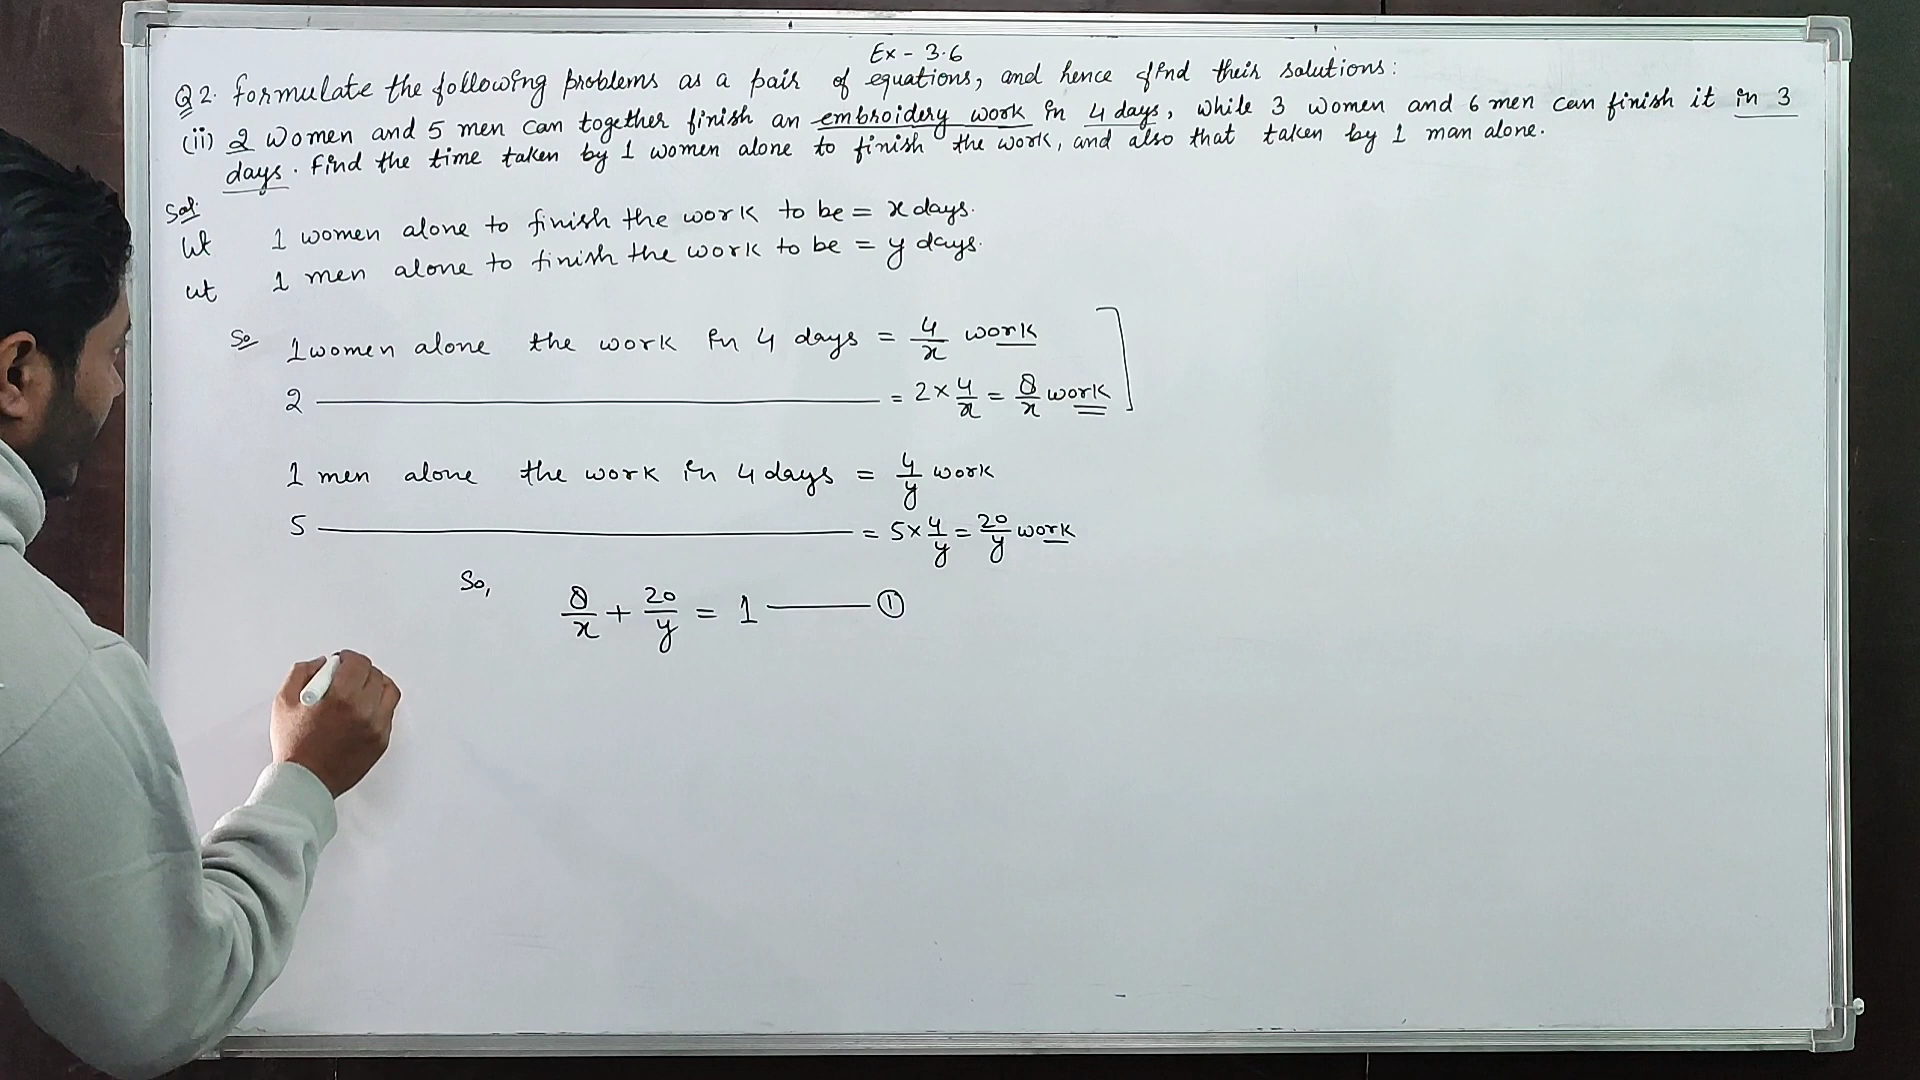 Ex - 3.6
Q2. formulate the following problems as a pair of equations, and hence find their solutions:
(ii) 2 Women and 5 men can together finish an embroidery work in 4 days, while 3 women and 6 men can finish it in 3
days. Find the time taken by 1 women alone to finish the work, and also that taken by 1 man alone.
Sol.
let 1 women alone to finish the work to be = x days.
let 1 men alone to finish the work to be = y days.
So 1 women alone the work in 4 days = 4/x work
2 ——— = 2 × 4/x = 8/x work
1 men alone the work in 4 days = 4/y work
5 ——— = 5 × 4/y = 20/y work
So, 8/x + 20/y = 1 ——— ①